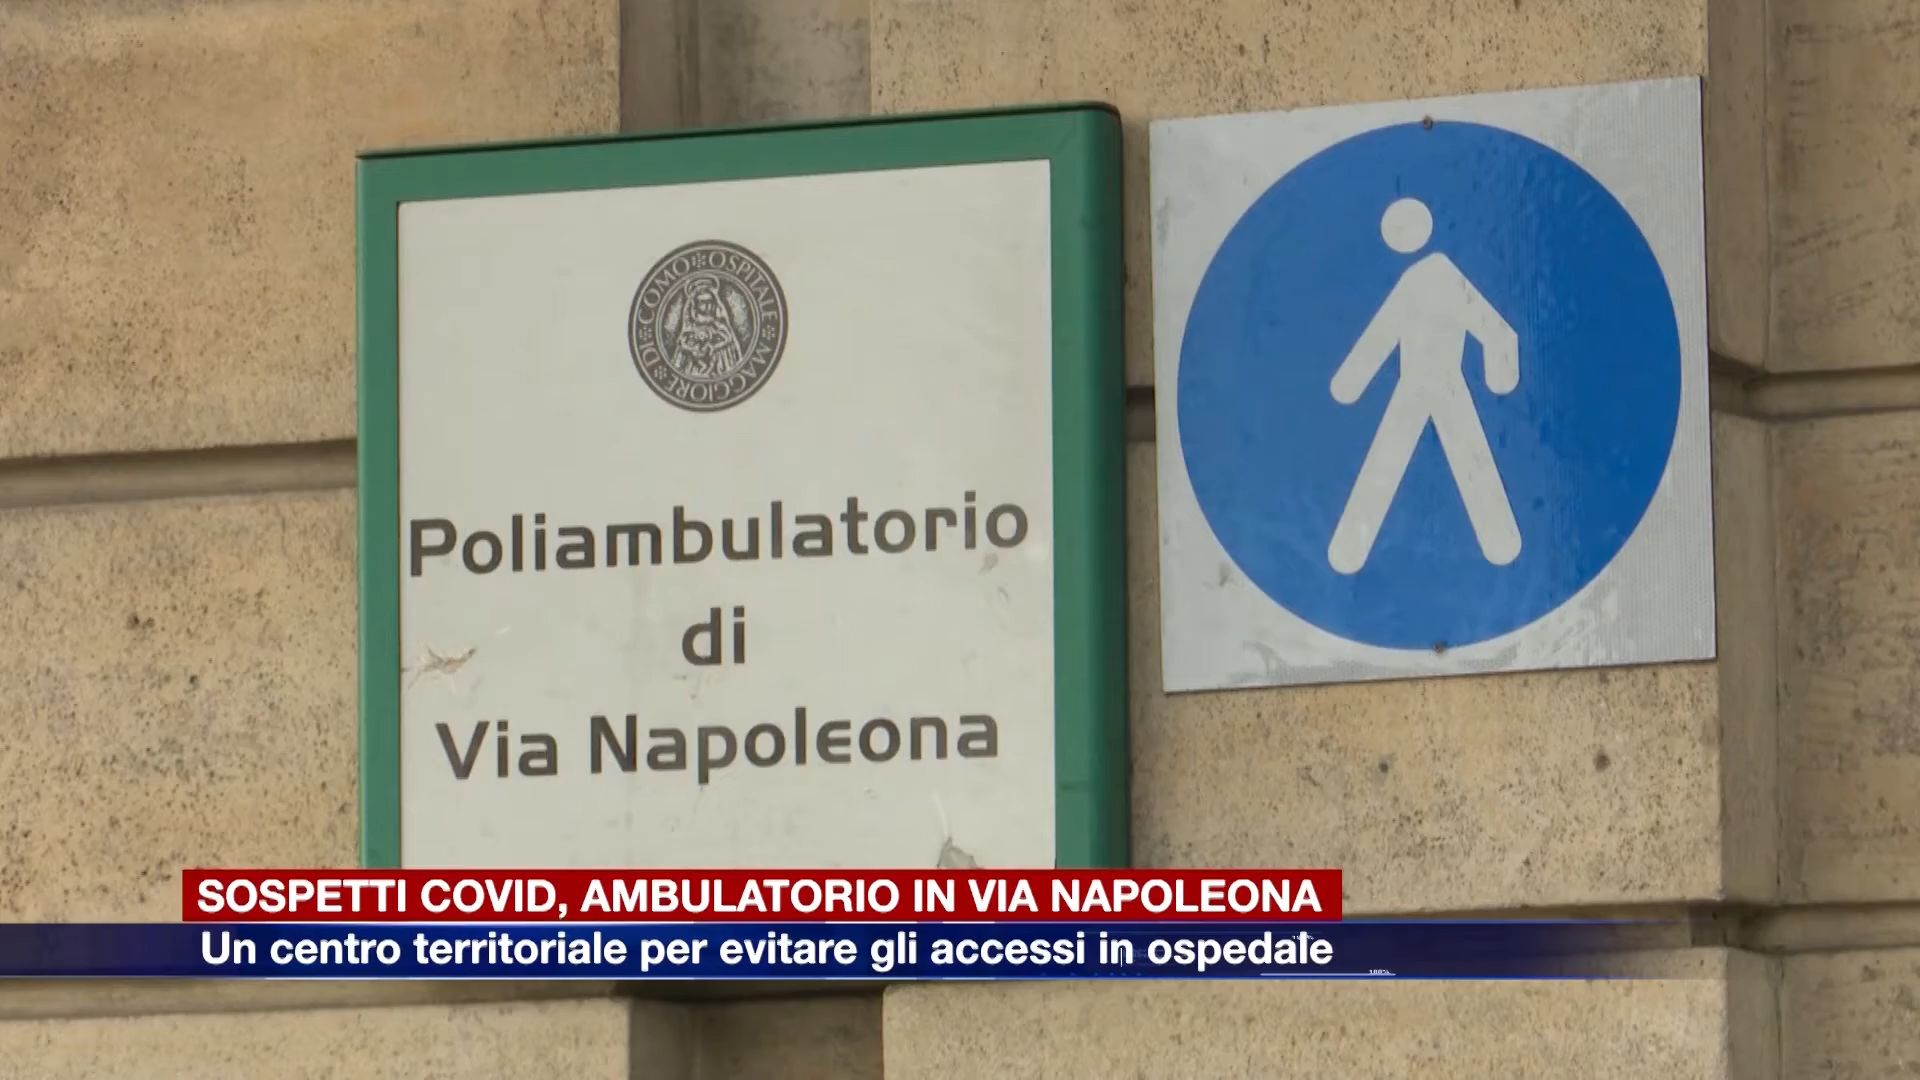 DI COMO OSPITALE MAGGIORE
Poliambulatorio
di
Via Napoleona
SOSPETTI COVID, AMBULATORIO IN VIA NAPOLEONA
Un centro territoriale per evitare gli accessi in ospedale